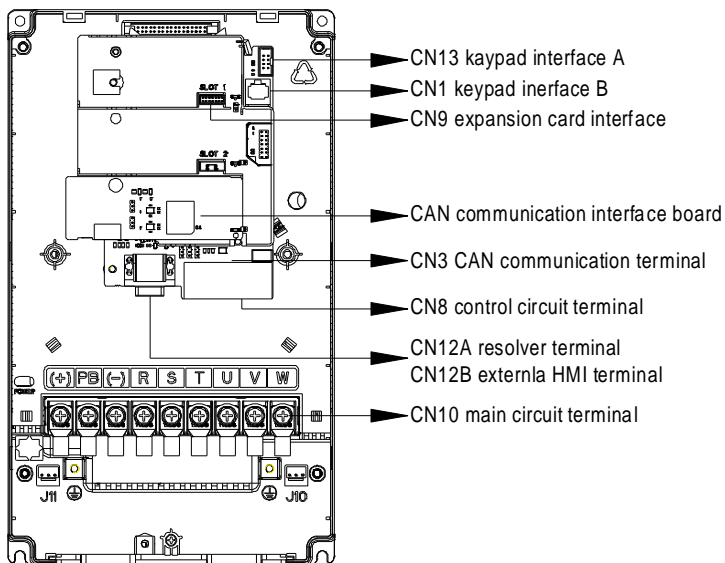 CN13 kaypad interface A
CN1 keypad inerface B
SLOT 1
CN9 expansion card interface
SLOT 2
CAN communication interface board
CN3 CAN communication terminal
CN8 control circuit terminal
CN12A resolver terminal
CN12B externla HMI terminal
(+) PB (−) R S T U V W
POWER
CN10 main circuit terminal
J11 J10